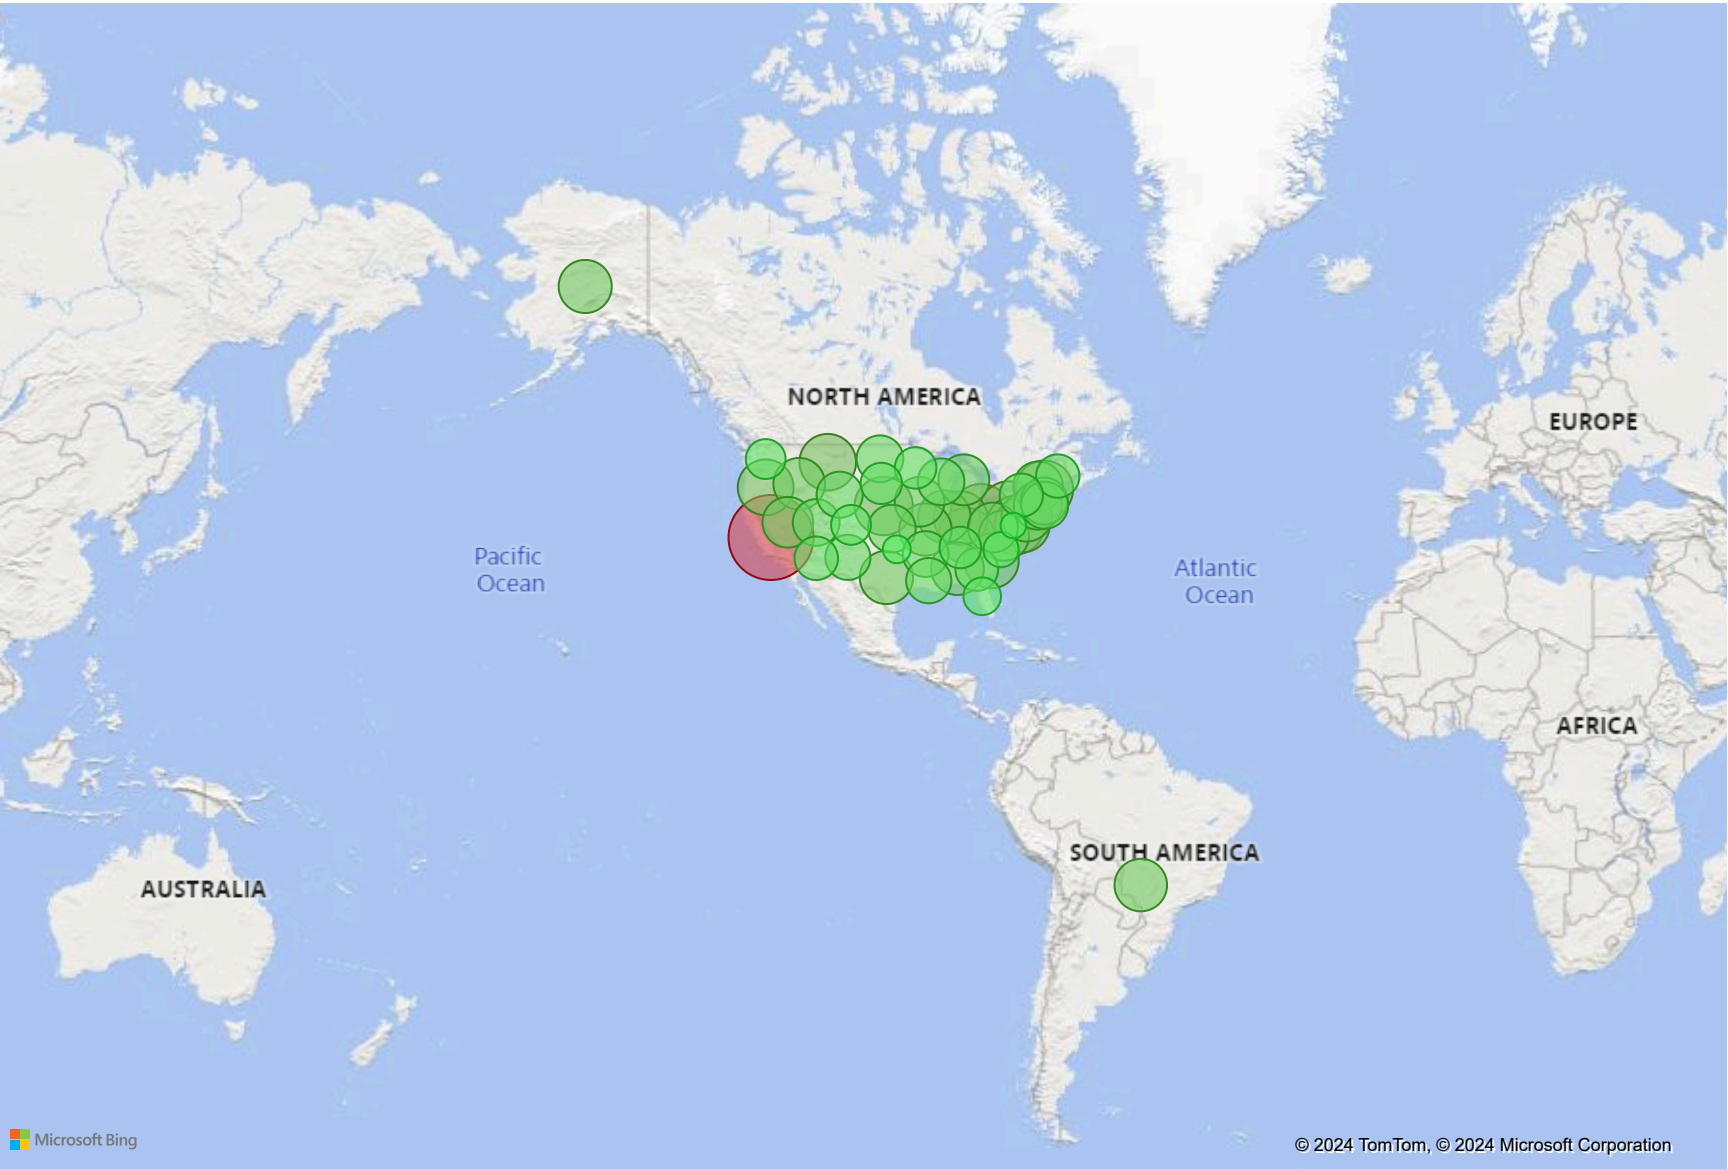 NORTH AMERICA
EUROPE
Pacific
Ocean
Atlantic
Ocean
AFRICA
SOUTH AMERICA
AUSTRALIA
Microsoft Bing
© 2024 TomTom, © 2024 Microsoft Corporation